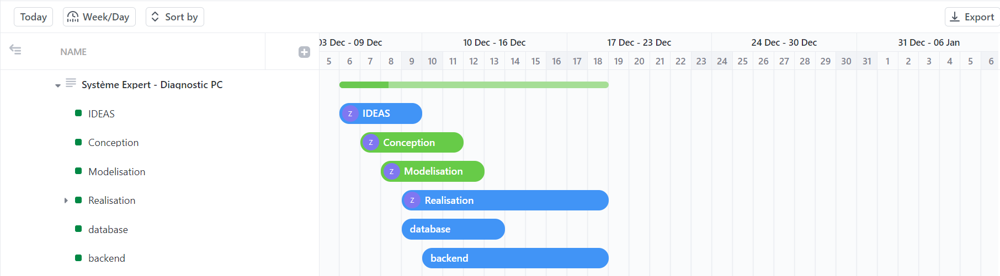 Today Week/Day Sort by Export
NAME 03 Dec - 09 Dec 10 Dec - 16 Dec 17 Dec - 23 Dec 24 Dec - 30 Dec 31 Dec - 06 Jan
5 6 7 8 9 10 11 12 13 14 15 16 17 18 19 20 21 22 23 24 25 26 27 28 29 30 31 1 2 3 4 5 6
Système Expert - Diagnostic PC
IDEAS Z IDEAS
Conception Z Conception
Modelisation Z Modelisation
Realisation Z Realisation
database database
backend backend